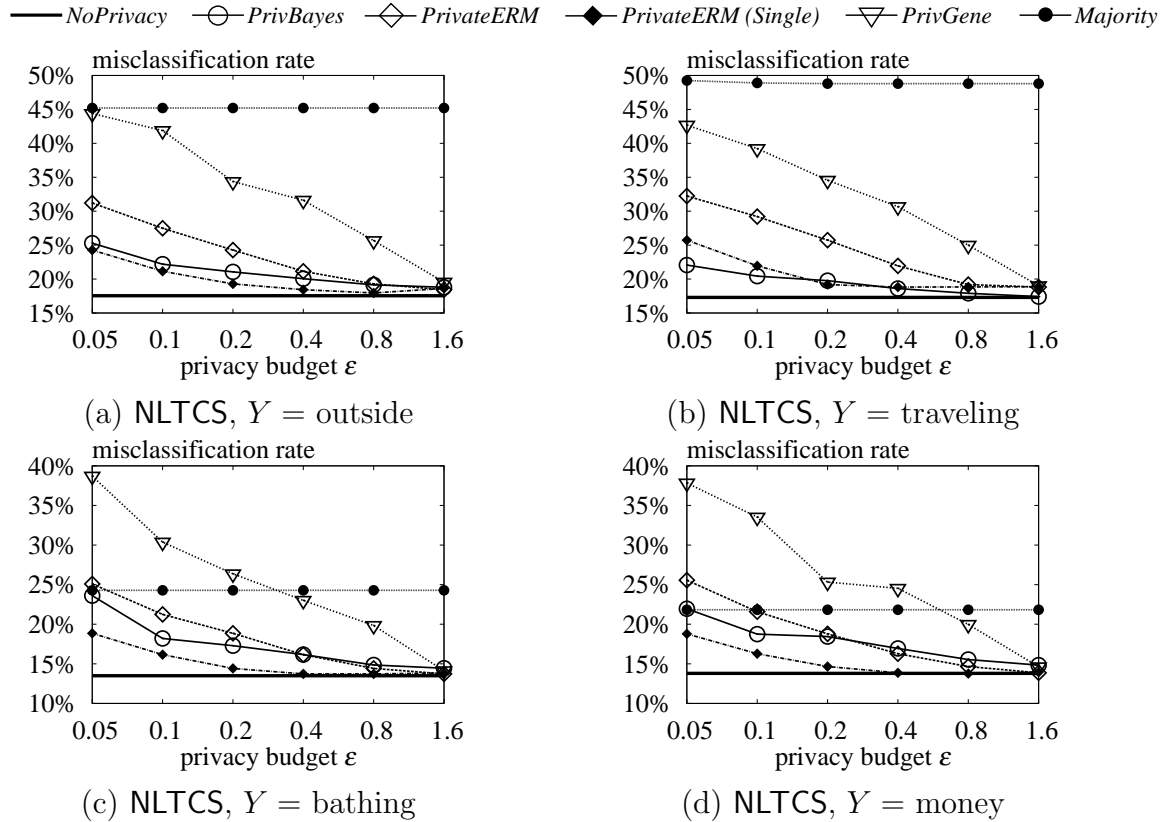 NoPrivacy PrivBayes PrivateERM PrivateERM (Single) PrivGene Majority
misclassification rate
50%
45%
40%
35%
30%
25%
20%
15%
0.05 0.1 0.2 0.4 0.8 1.6
privacy budget ε
(a) NLTCS, Y = outside
misclassification rate
50%
45%
40%
35%
30%
25%
20%
15%
0.05 0.1 0.2 0.4 0.8 1.6
privacy budget ε
(b) NLTCS, Y = traveling
misclassification rate
40%
35%
30%
25%
20%
15%
10%
0.05 0.1 0.2 0.4 0.8 1.6
privacy budget ε
(c) NLTCS, Y = bathing
misclassification rate
40%
35%
30%
25%
20%
15%
10%
0.05 0.1 0.2 0.4 0.8 1.6
privacy budget ε
(d) NLTCS, Y = money